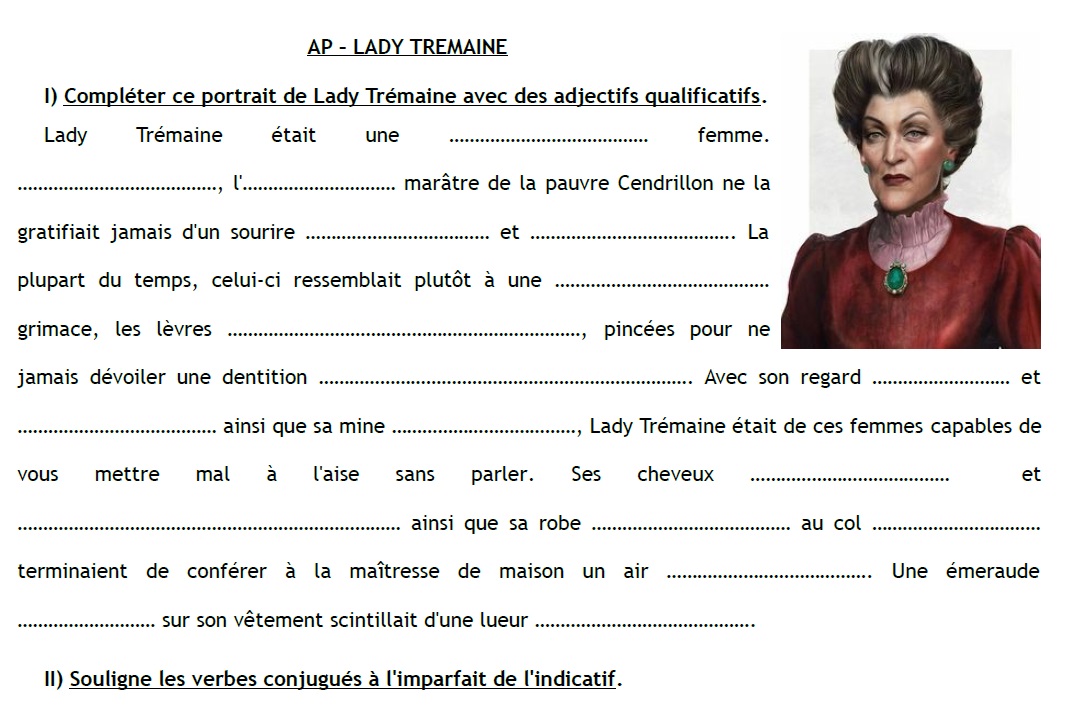 AP – LADY TREMAINE
I) Compléter ce portrait de Lady Trémaine avec des adjectifs qualificatifs.
Lady Trémaine était une ……………………………… femme.
………………………………, l'……………………… marâtre de la pauvre Cendrillon ne la
gratifiait jamais d'un sourire …………………………… et ………………………………. La
plupart du temps, celui-ci ressemblait plutôt à une …………………………………
grimace, les lèvres ………………………………………………………, pincées pour ne
jamais dévoiler une dentition …………………………………………………………. Avec son regard …………………… et
……………………………… ainsi que sa mine ……………………………, Lady Trémaine était de ces femmes capables de
vous mettre mal à l'aise sans parler. Ses cheveux ……………………………… et
…………………………………………………………… ainsi que sa robe ……………………………… au col …………………………
terminaient de conférer à la maîtresse de maison un air ………………………………. Une émeraude
…………………… sur son vêtement scintillait d'une lueur …………………………………
II) Souligne les verbes conjugués à l'imparfait de l'indicatif.